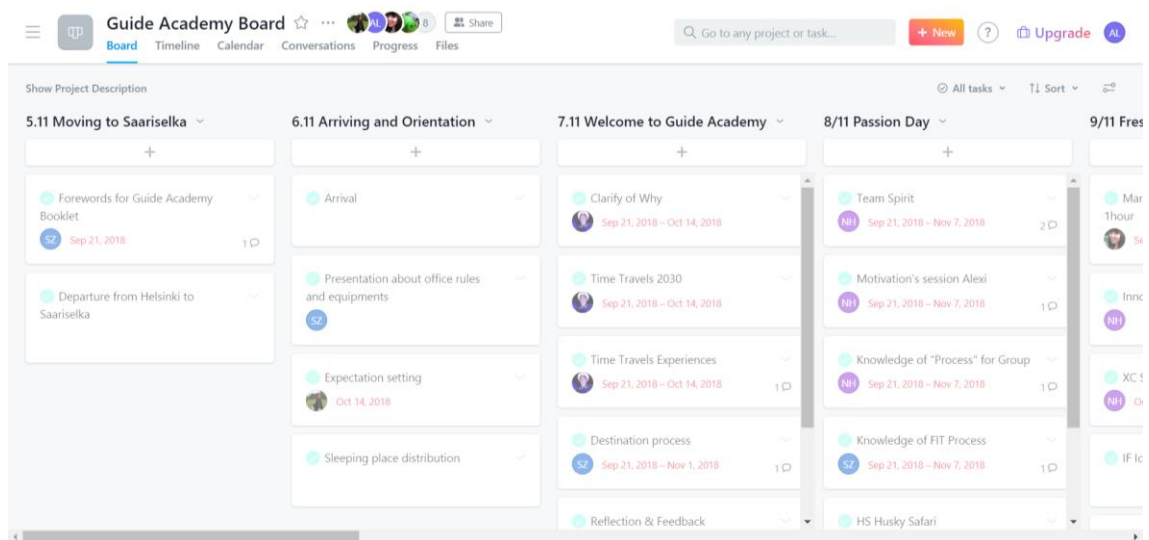 Guide Academy Board
AL
8
Share
Go to any project or task...
+ New
?
Upgrade
AL
Board
Timeline
Calendar
Conversations
Progress
Files
Show Project Description
All tasks
Sort
5.11 Moving to Saariselka
+
Forewords for Guide Academy
Booklet
SZ
Sep 21, 2018
1
Departure from Helsinki to
Saariselka
6.11 Arriving and Orientation
+
Arrival
Presentation about office rules
and equipments
SZ
Expectation setting
Oct 14, 2018
Sleeping place distribution
7.11 Welcome to Guide Academy
+
Clarify of Why
Sep 21, 2018 – Oct 14, 2018
Time Travels 2030
Sep 21, 2018 – Oct 14, 2018
Time Travels Experiences
Sep 21, 2018 – Oct 14, 2018
1
Destination process
SZ
Sep 21, 2018 – Nov 1, 2018
1
Reflection & Feedback
8/11 Passion Day
+
Team Spirit
NH
Sep 21, 2018 – Nov 7, 2018
2
Motivation's session Alexi
NH
Sep 21, 2018 – Nov 7, 2018
1
Knowledge of "Process" for Group
NH
Sep 21, 2018 – Nov 7, 2018
1
Knowledge of FIT Process
SZ
Sep 21, 2018 – Nov 7, 2018
1
HS Husky Safari
9/11 Fres
Mar
1hour
Se
Inno
NH
XC
NH
IF Ic